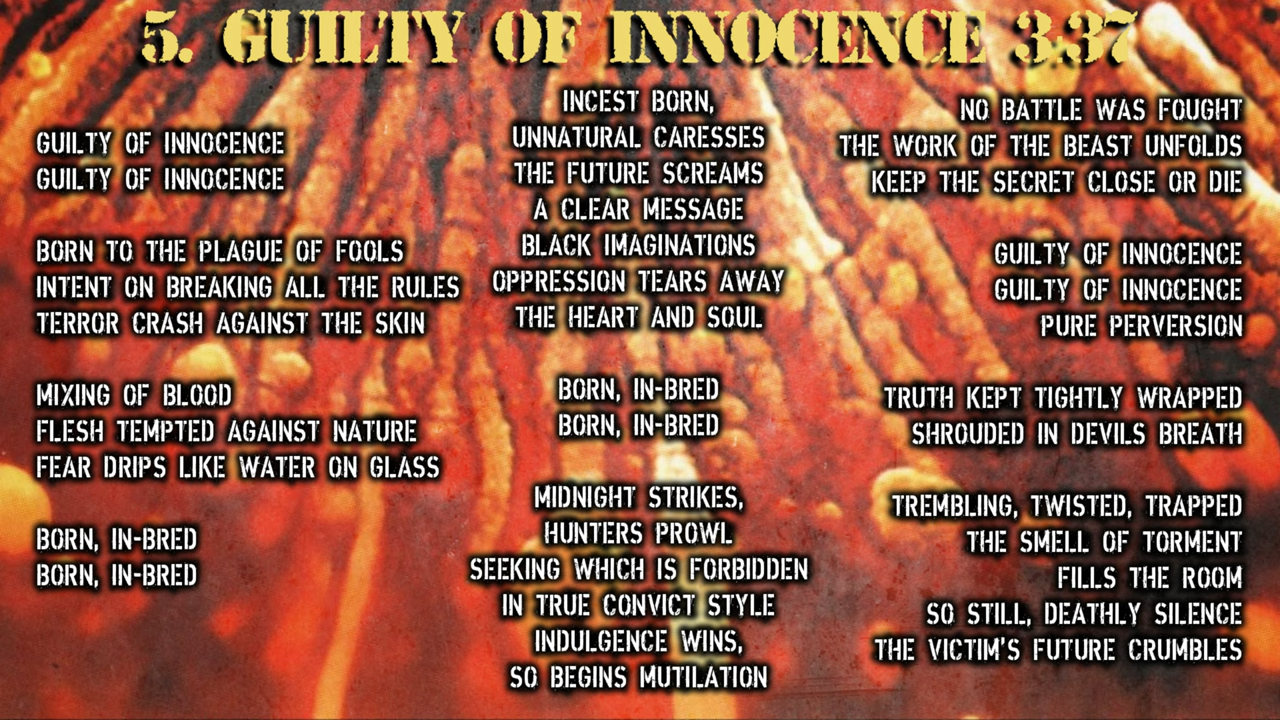 5. GUILTY OF INNOCENCE 3:37
GUILTY OF INNOCENCE
GUILTY OF INNOCENCE
BORN TO THE PLAGUE OF FOOLS
INTENT ON BREAKING ALL THE RULES
TERROR CRASH AGAINST THE SKIN
MIXING OF BLOOD
FLESH TEMPTED AGAINST NATURE
FEAR DRIPS LIKE WATER ON GLASS
BORN, IN-BRED
BORN, IN-BRED
INCEST BORN,
UNNATURAL CARESSES
THE FUTURE SCREAMS
A CLEAR MESSAGE
BLACK IMAGINATIONS
OPPRESSION TEARS AWAY
THE HEART AND SOUL
BORN, IN-BRED
BORN, IN-BRED
MIDNIGHT STRIKES,
HUNTERS PROWL
SEEKING WHICH IS FORBIDDEN
IN TRUE CONVICT STYLE
INDULGENCE WINS,
SO BEGINS MUTILATION
NO BATTLE WAS FOUGHT
THE WORK OF THE BEAST UNFOLDS
KEEP THE SECRET CLOSE OR DIE
GUILTY OF INNOCENCE
GUILTY OF INNOCENCE
PURE PERVERSION
TRUTH KEPT TIGHTLY WRAPPED
SHROUDED IN DEVILS BREATH
TREMBLING, TWISTED, TRAPPED
THE SMELL OF TORMENT
FILLS THE ROOM
SO STILL, DEATHLY SILENCE
THE VICTIM'S FUTURE CRUMBLES